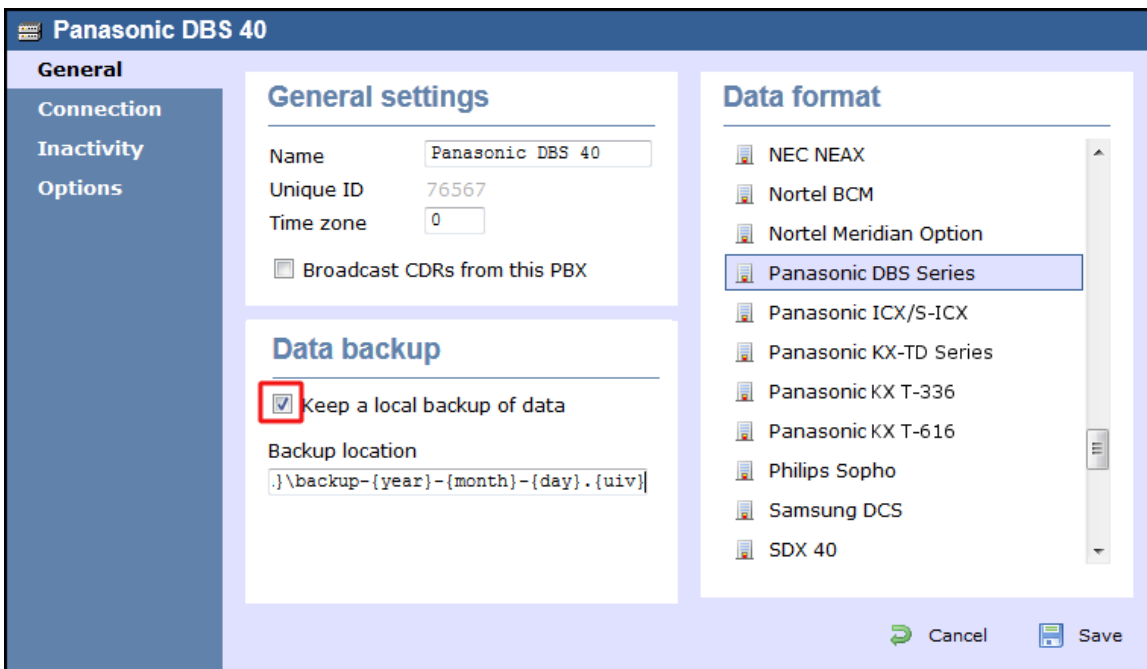 Panasonic DBS 40
General
Connection
Inactivity
Options
General settings
Name Panasonic DBS 40
Unique ID 76567
Time zone 0
Broadcast CDRs from this PBX
Data backup
Keep a local backup of data
Backup location
.}\backup-{year}-{month}-{day}.{uiv}
Data format
NEC NEAX
Nortel BCM
Nortel Meridian Option
Panasonic DBS Series
Panasonic ICX/S-ICX
Panasonic KX-TD Series
Panasonic KX T-336
Panasonic KX T-616
Philips Sopho
Samsung DCS
SDX 40
Cancel
Save